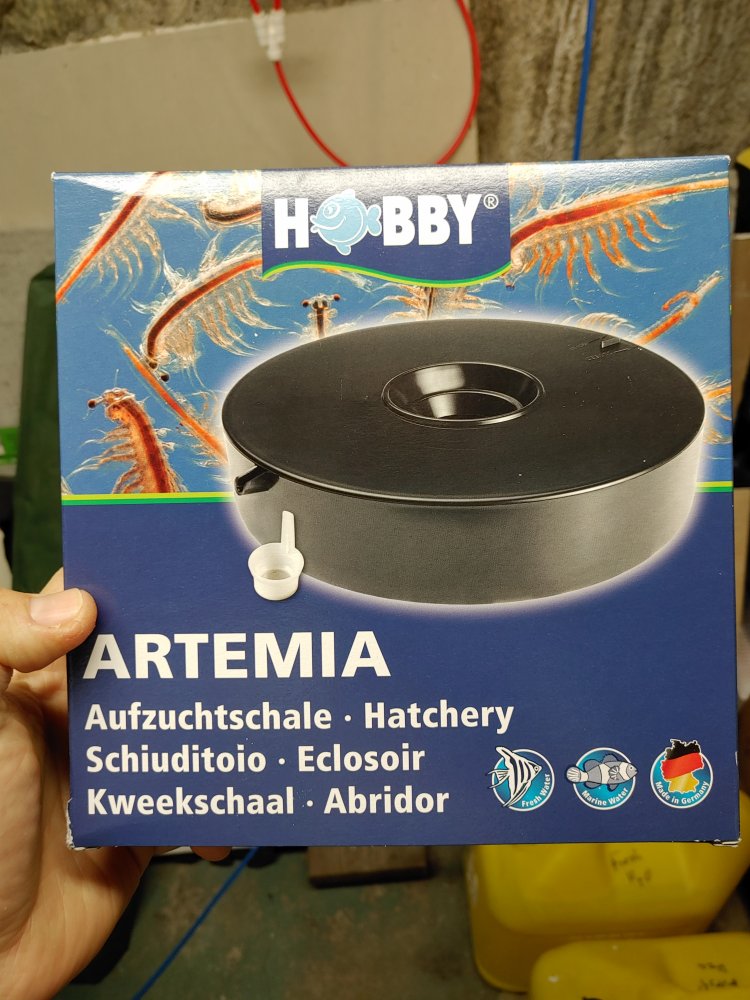 HOBBY®
ARTEMIA
Aufzuchtschale · Hatchery
Schiuditoio · Eclosoir
Kweekschaal · Abridor
Fresh Water
Marine Water
Made in Germany